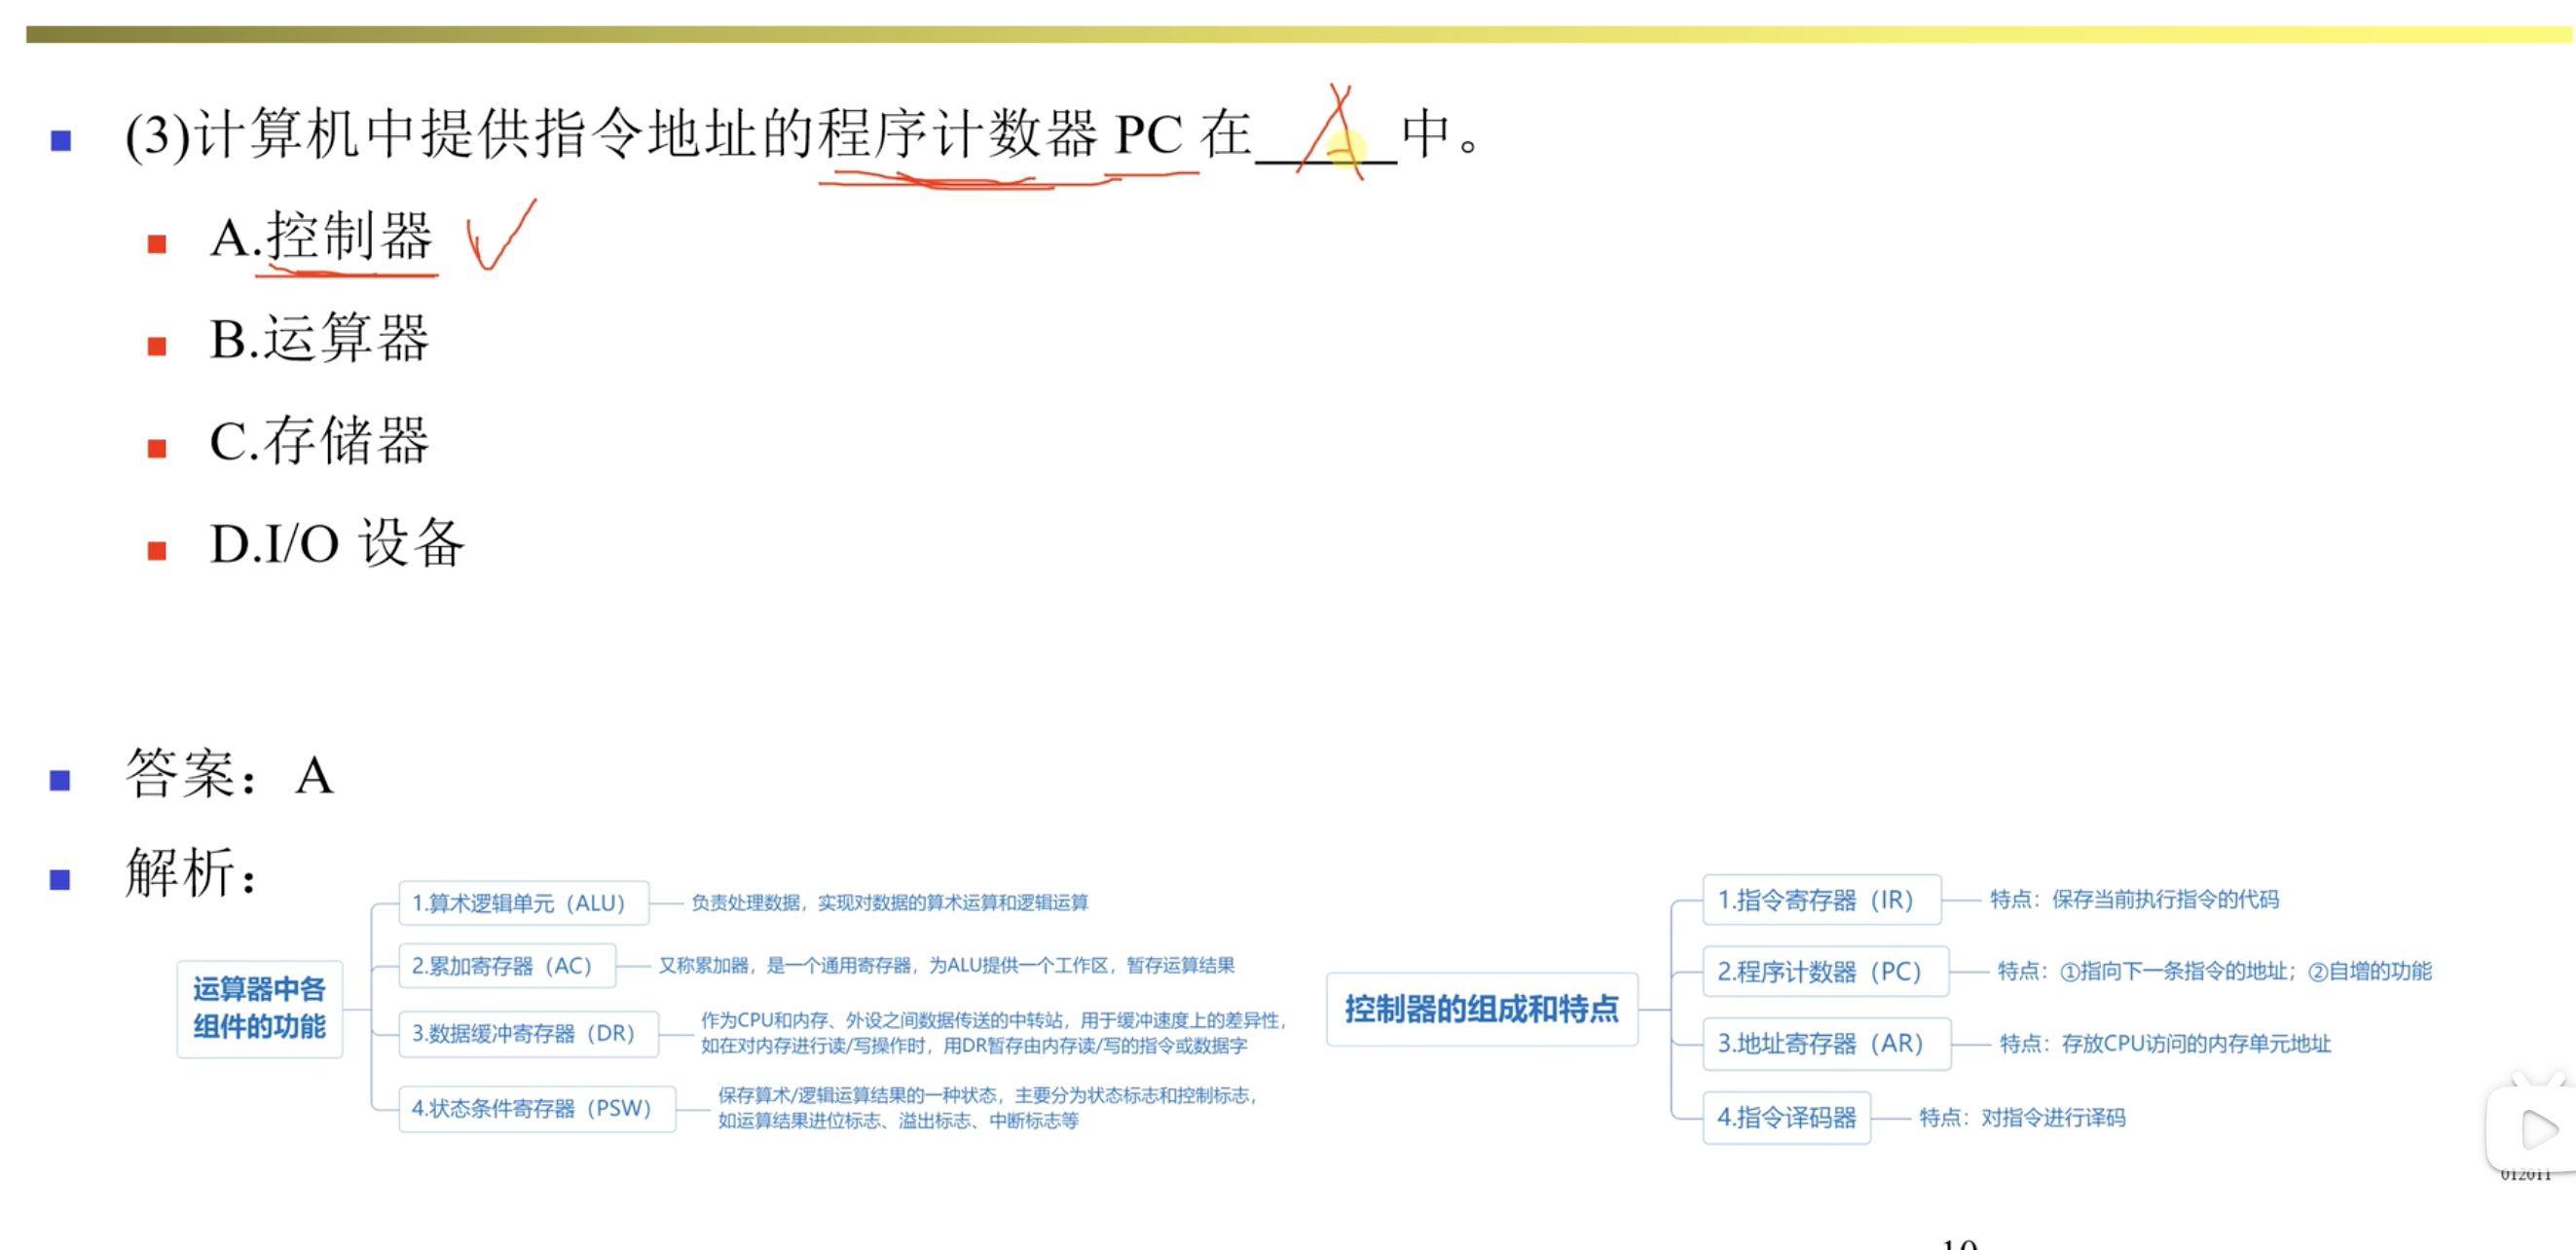 (3)计算机中提供指令地址的程序计数器 PC 在 A 中。
A.控制器
B.运算器
C.存储器
D.I/O 设备
答案：A
解析：
运算器中各
组件的功能
1.算术逻辑单元（ALU）
负责处理数据，实现对数据的算术运算和逻辑运算
2.累加寄存器（AC）
又称累加器，是一个通用寄存器，为ALU提供一个工作区，暂存运算结果
3.数据缓冲寄存器（DR）
作为CPU和内存、外设之间数据传送的中转站，用于缓冲速度上的差异性，
如在对内存进行读/写操作时，用DR暂存由内存读/写的指令或数据字
4.状态条件寄存器（PSW）
保存算术/逻辑运算结果的一种状态，主要分为状态标志和控制标志，
如运算结果进位标志、溢出标志、中断标志等
控制器的组成和特点
1.指令寄存器（IR）
特点：保存当前执行指令的代码
2.程序计数器（PC）
特点：①指向下一条指令的地址；②自增的功能
3.地址寄存器（AR）
特点：存放CPU访问的内存单元地址
4.指令译码器
特点：对指令进行译码
012011
10